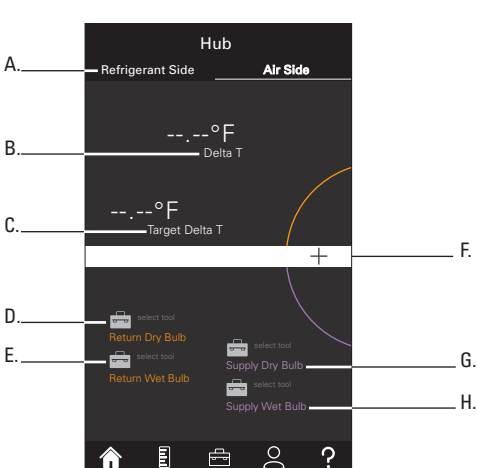 Hub
A. Refrigerant Side Air Side
--.--°F
B. Delta T
--.--°F
C. Target Delta T
+ F.
D. select tool
Return Dry Bulb
E. select tool
Return Wet Bulb
select tool
Supply Dry Bulb G.
select tool
Supply Wet Bulb H.
?